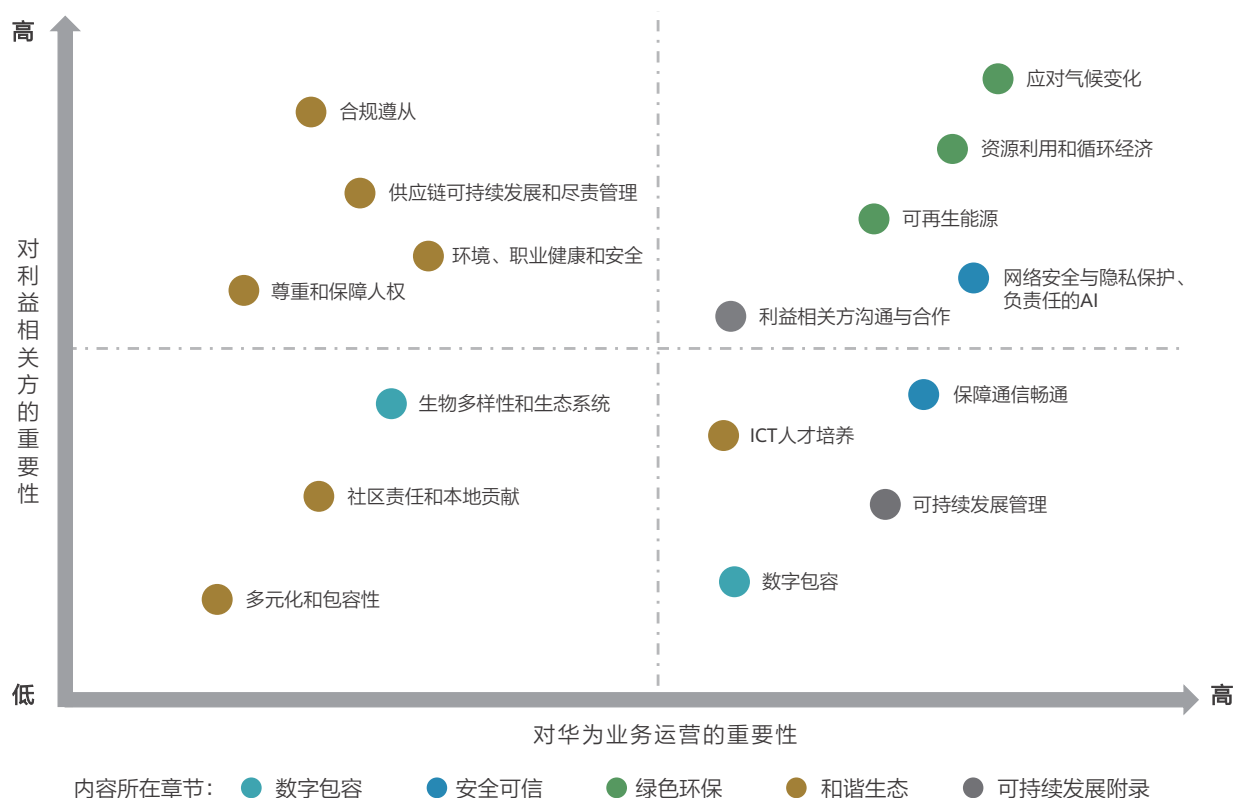 高
应对气候变化
合规遵从
资源利用和循环经济
供应链可持续发展和尽责管理
可再生能源
环境、职业健康和安全
网络安全与隐私保护、
负责任的AI
尊重和保障人权
利益相关方沟通与合作
对利益相关方的重要性
保障通信畅通
生物多样性和生态系统
ICT人才培养
社区责任和本地贡献
可持续发展管理
数字包容
多元化和包容性
低
高
对华为业务运营的重要性
内容所在章节：
数字包容
安全可信
绿色环保
和谐生态
可持续发展附录